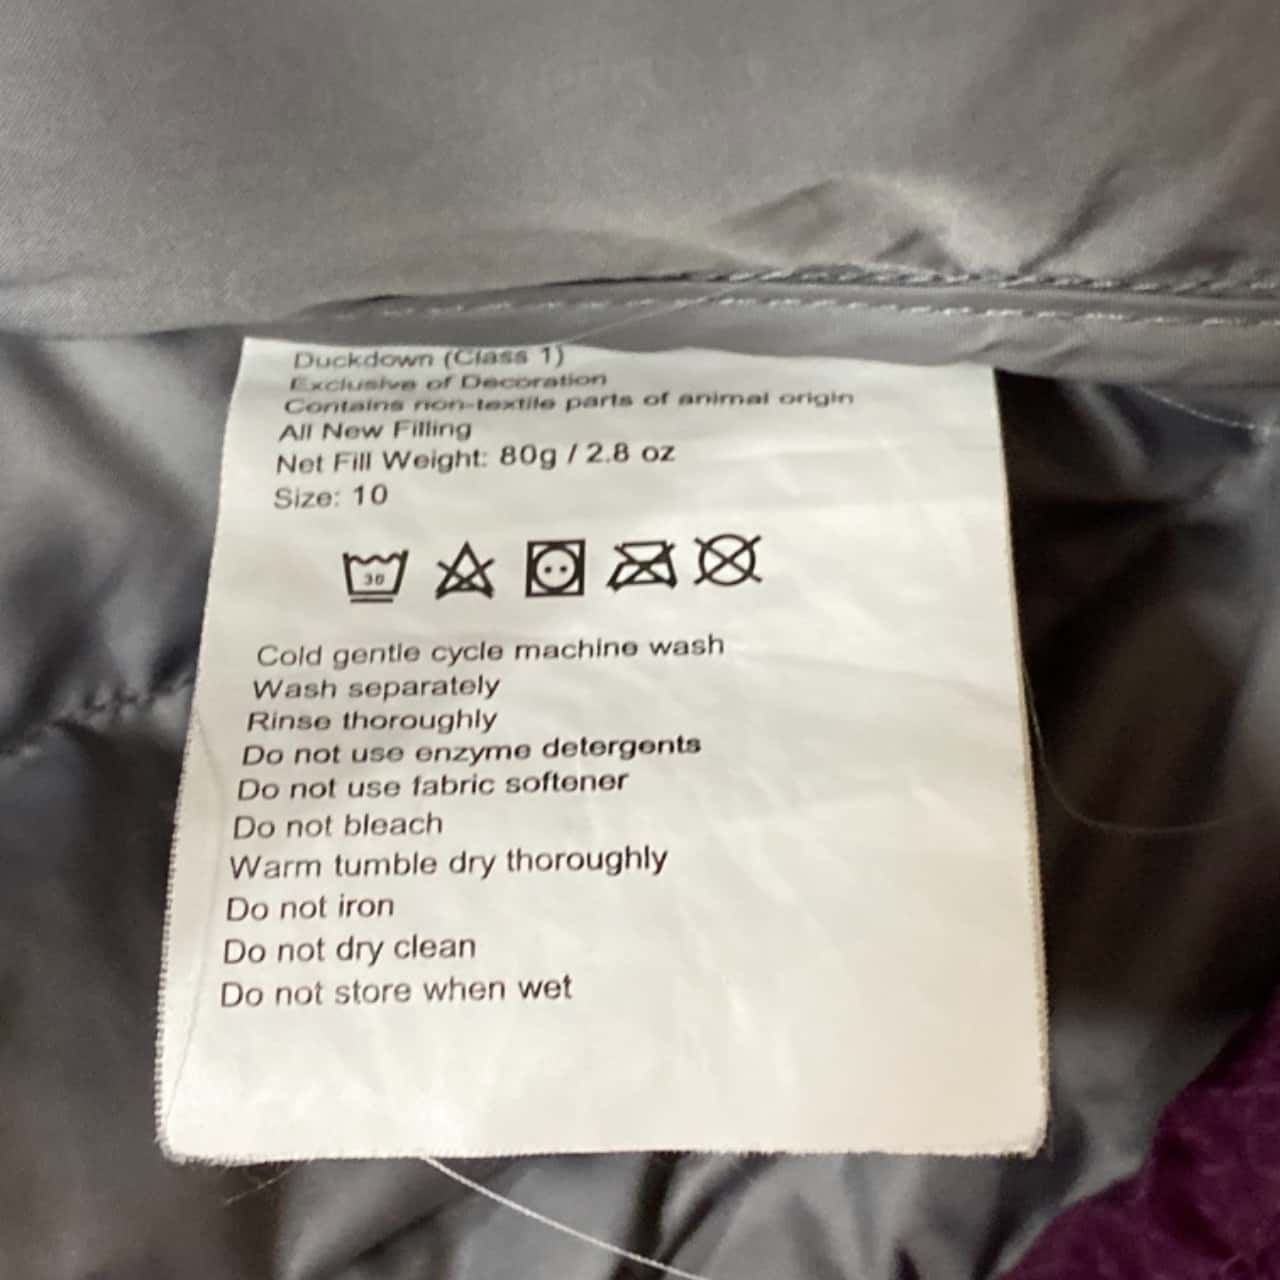 Duckdown (Class 1)
Exclusive of Decoration
Contains non-textile parts of animal origin
All New Filling
Net Fill Weight: 80g / 2.8 oz
Size: 10
30
Cold gentle cycle machine wash
Wash separately
Rinse thoroughly
Do not use enzyme detergents
Do not use fabric softener
Do not bleach
Warm tumble dry thoroughly
Do not iron
Do not dry clean
Do not store when wet